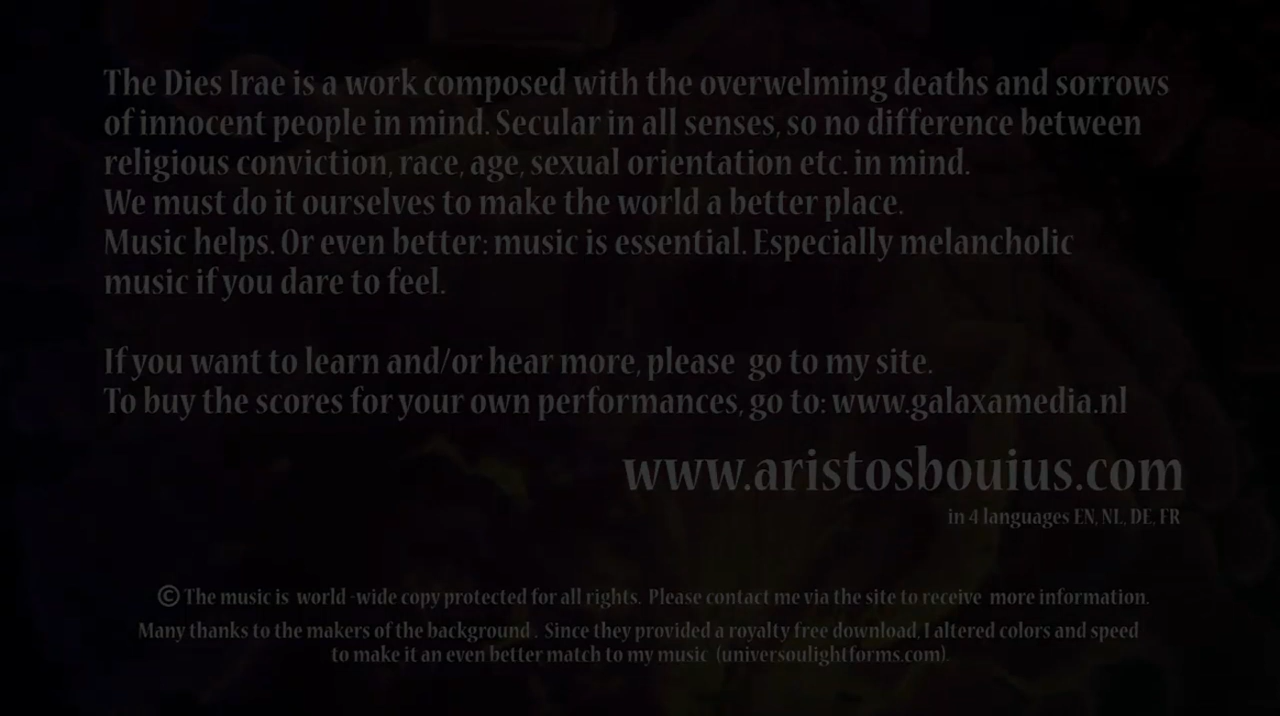 The Dies Irae is a work composed with the overwelming deaths and sorrows
of innocent people in mind. Secular in all senses, so no difference between
religious conviction, race, age, sexual orientation etc. in mind.
We must do it ourselves to make the world a better place.
Music helps. Or even better: music is essential. Especially melancholic
music if you dare to feel.
If you want to learn and/or hear more, please go to my site.
To buy the scores for your own performances, go to: www.galaxamedia.nl
www.aristosbouius.com
in 4 languages EN, NL, DE, FR
© The music is world -wide copy protected for all rights. Please contact me via the site to receive more information.
Many thanks to the makers of the background . Since they provided a royalty free download, I altered colors and speed
to make it an even better match to my music (universoulightforms.com).